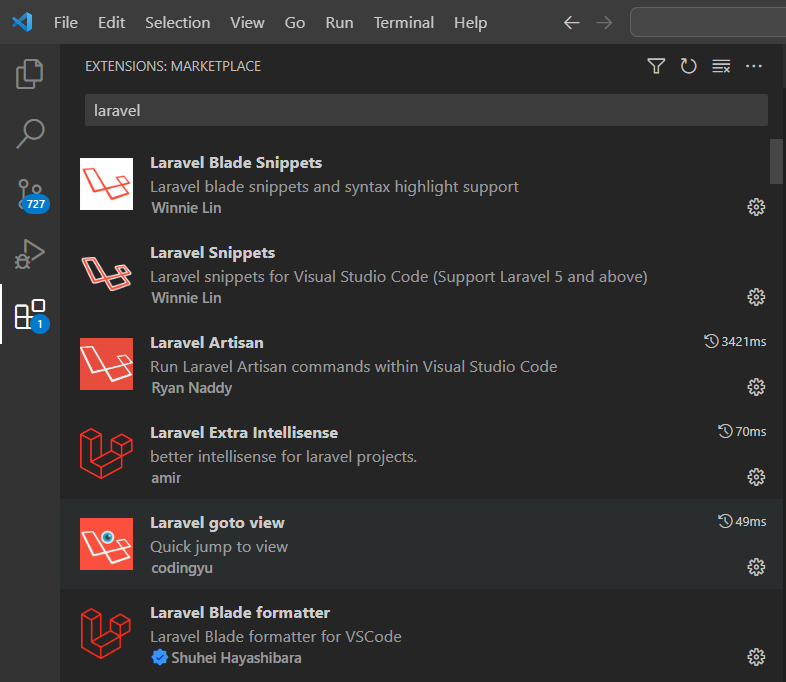 File Edit Selection View Go Run Terminal Help
EXTENSIONS: MARKETPLACE
laravel
Laravel Blade Snippets
Laravel blade snippets and syntax highlight support
Winnie Lin
727
Laravel Snippets
Laravel snippets for Visual Studio Code (Support Laravel 5 and above)
Winnie Lin
1
Laravel Artisan 3421ms
Run Laravel Artisan commands within Visual Studio Code
Ryan Naddy
Laravel Extra Intellisense 70ms
better intellisense for laravel projects.
amir
Laravel goto view 49ms
Quick jump to view
codingyu
Laravel Blade formatter
Laravel Blade formatter for VSCode
Shuhei Hayashibara